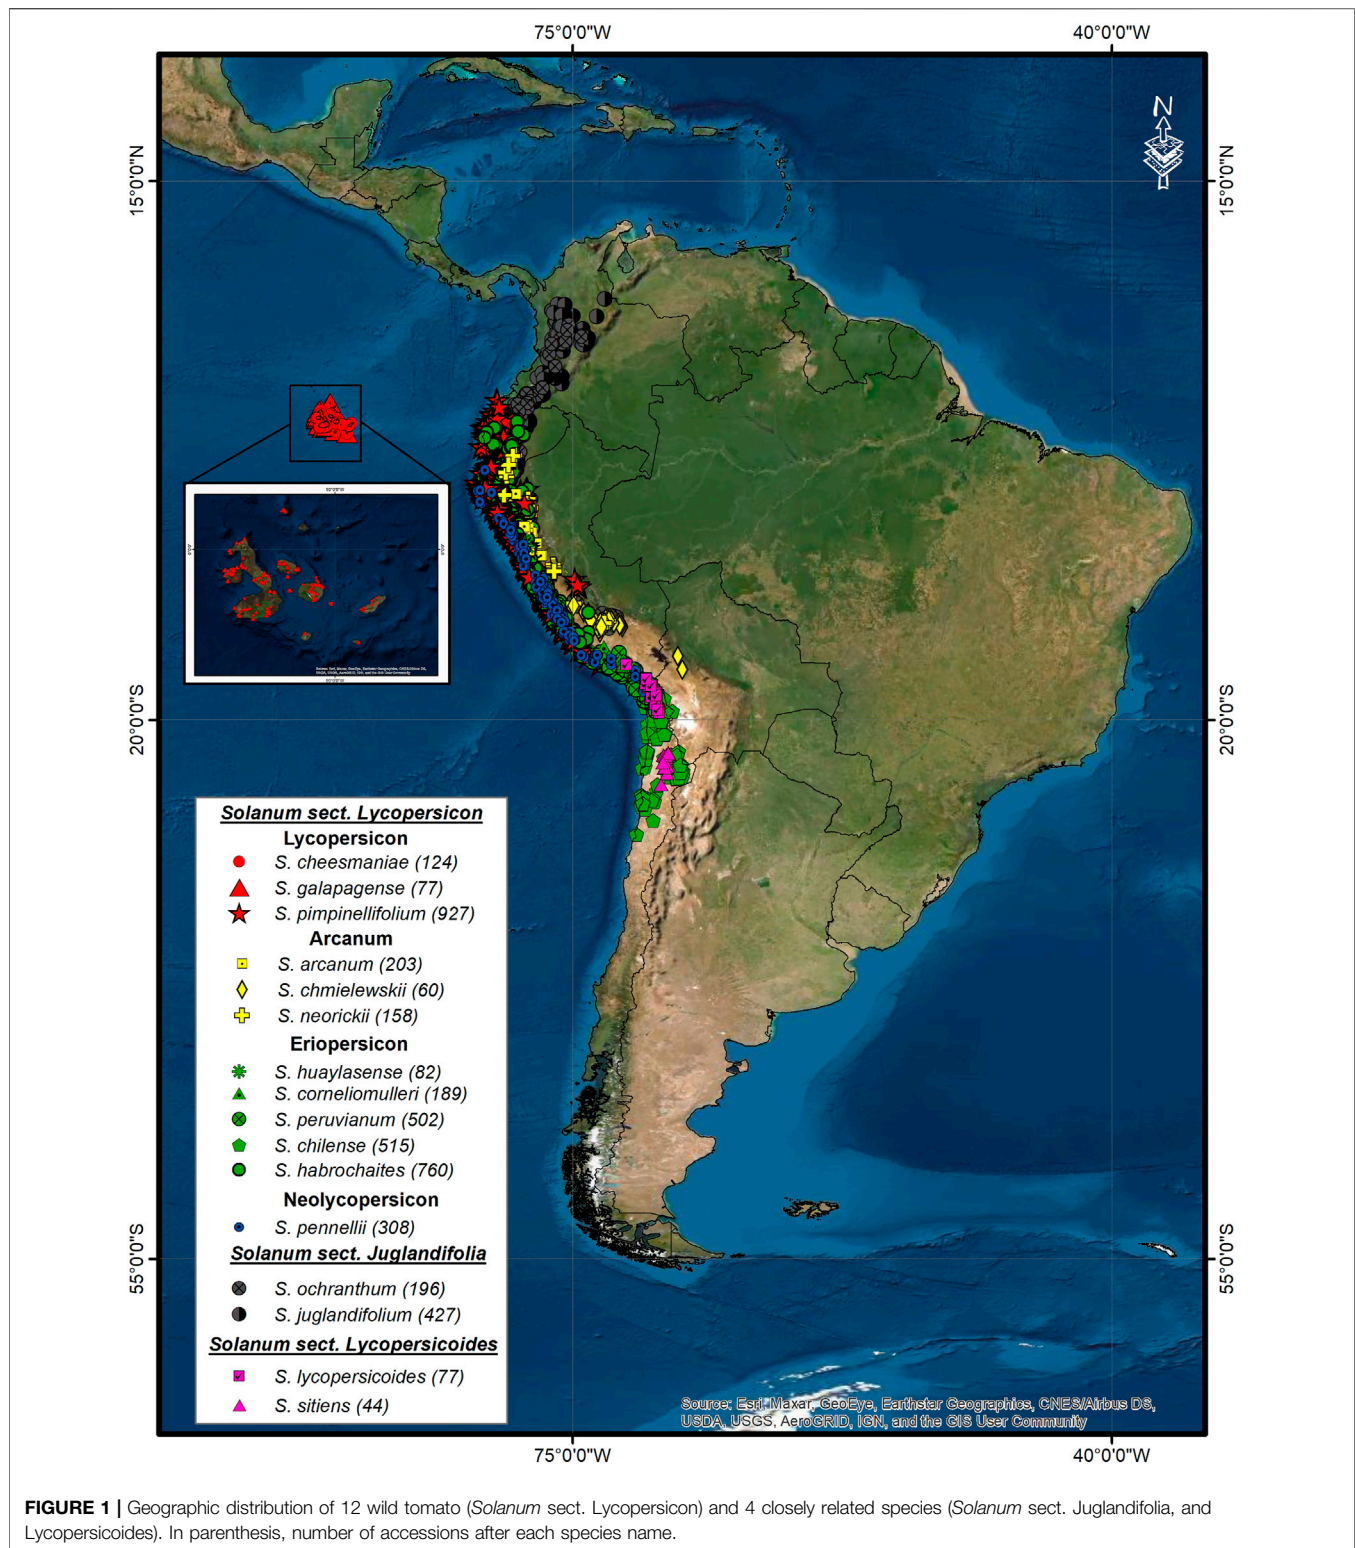 75°0'0"W 40°0'0"W
N
15°0'0"N 15°0'0"N
20°0'0"S 20°0'0"S
Solanum sect. Lycopersicon
Lycopersicon
S. cheesmaniae (124)
S. galapagense (77)
S. pimpinellifolium (927)
Arcanum
S. arcanum (203)
S. chmielewskii (60)
S. neorickii (158)
Eriopersicon
S. huaylasense (82)
S. corneliomulleri (189)
S. peruvianum (502)
S. chilense (515)
S. habrochaites (760)
Neolycopersicon
S. pennellii (308)
Solanum sect. Juglandifolia
S. ochranthum (196)
S. juglandifolium (427)
Solanum sect. Lycopersicoides
S. lycopersicoides (77)
S. sitiens (44)
55°0'0"S 55°0'0"S
Source: Esri, Maxar, GeoEye, Earthstar Geographics, CNES/Airbus DS,
USDA, USGS, AeroGRID, IGN, and the GIS User Community
75°0'0"W 40°0'0"W
FIGURE 1 | Geographic distribution of 12 wild tomato (Solanum sect. Lycopersicon) and 4 closely related species (Solanum sect. Juglandifolia, and
Lycopersicoides). In parenthesis, number of accessions after each species name.